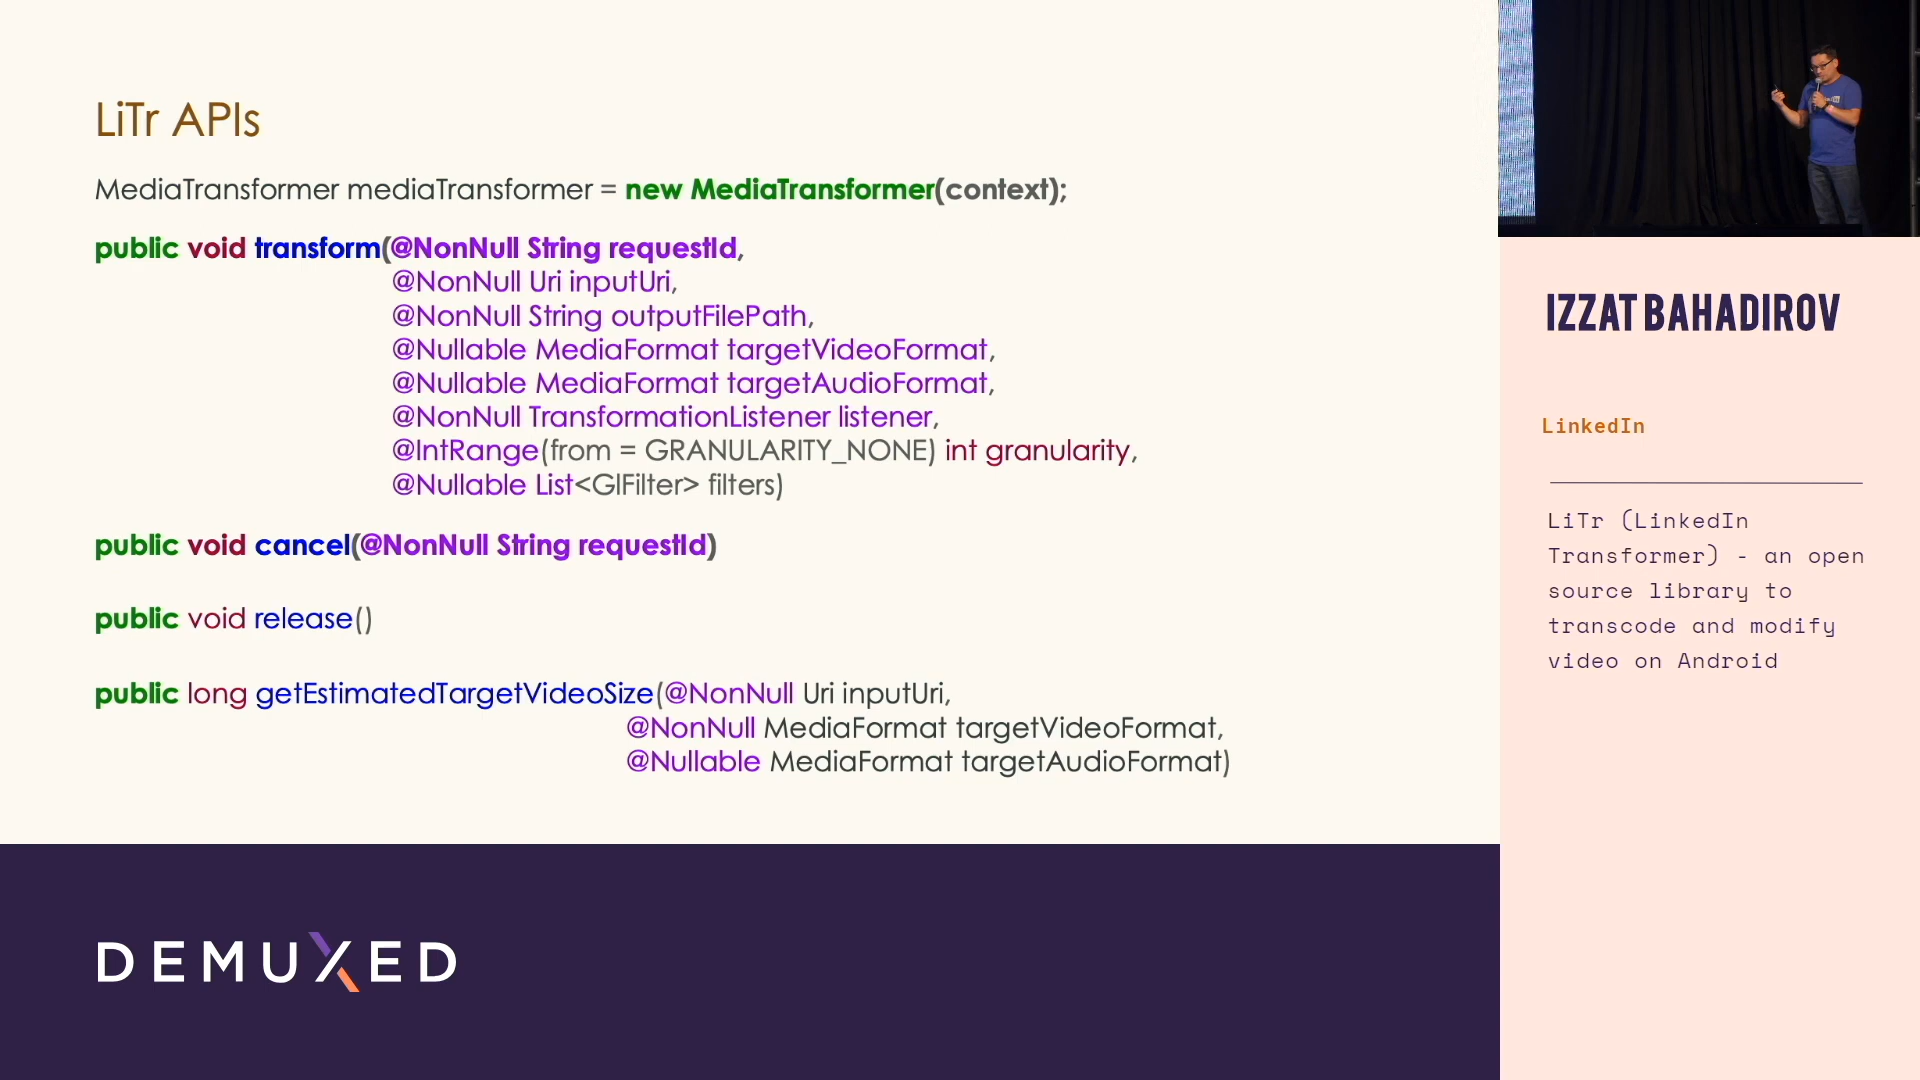 LiTr APIs
MediaTransformer mediaTransformer = new MediaTransformer(context);
public void transform(@NonNull String requestId,
@NonNull Uri inputUri,
@NonNull String outputFilePath,
@Nullable MediaFormat targetVideoFormat,
@Nullable MediaFormat targetAudioFormat,
@NonNull TransformationListener listener,
@IntRange(from = GRANULARITY_NONE) int granularity,
@Nullable List<GlFilter> filters)
public void cancel(@NonNull String requestId)
public void release()
public long getEstimatedTargetVideoSize(@NonNull Uri inputUri,
@NonNull MediaFormat targetVideoFormat,
@Nullable MediaFormat targetAudioFormat)
DEMUXED
IZZAT BAHADIROV
LinkedIn
LiTr (LinkedIn
Transformer) - an open
source library to
transcode and modify
video on Android